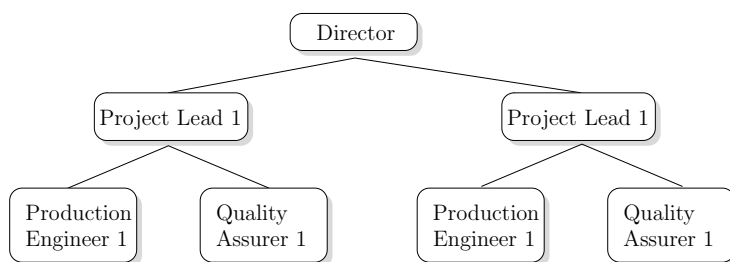 Director
Project Lead 1
Project Lead 1
Production
Engineer 1
Quality
Assurer 1
Production
Engineer 1
Quality
Assurer 1